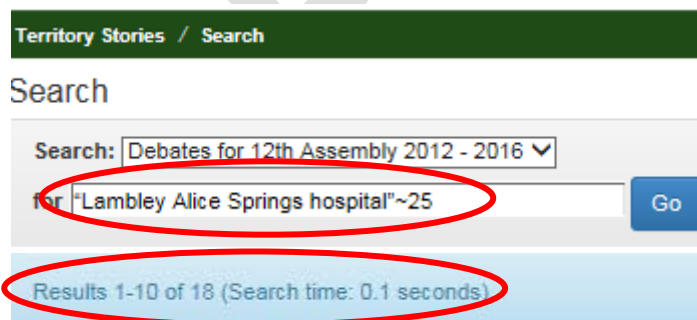 Territory Stories / Search
Search
Search: Debates for 12th Assembly 2012 - 2016
for “Lambley Alice Springs hospital"~25 Go
Results 1-10 of 18 (Search time: 0.1 seconds)